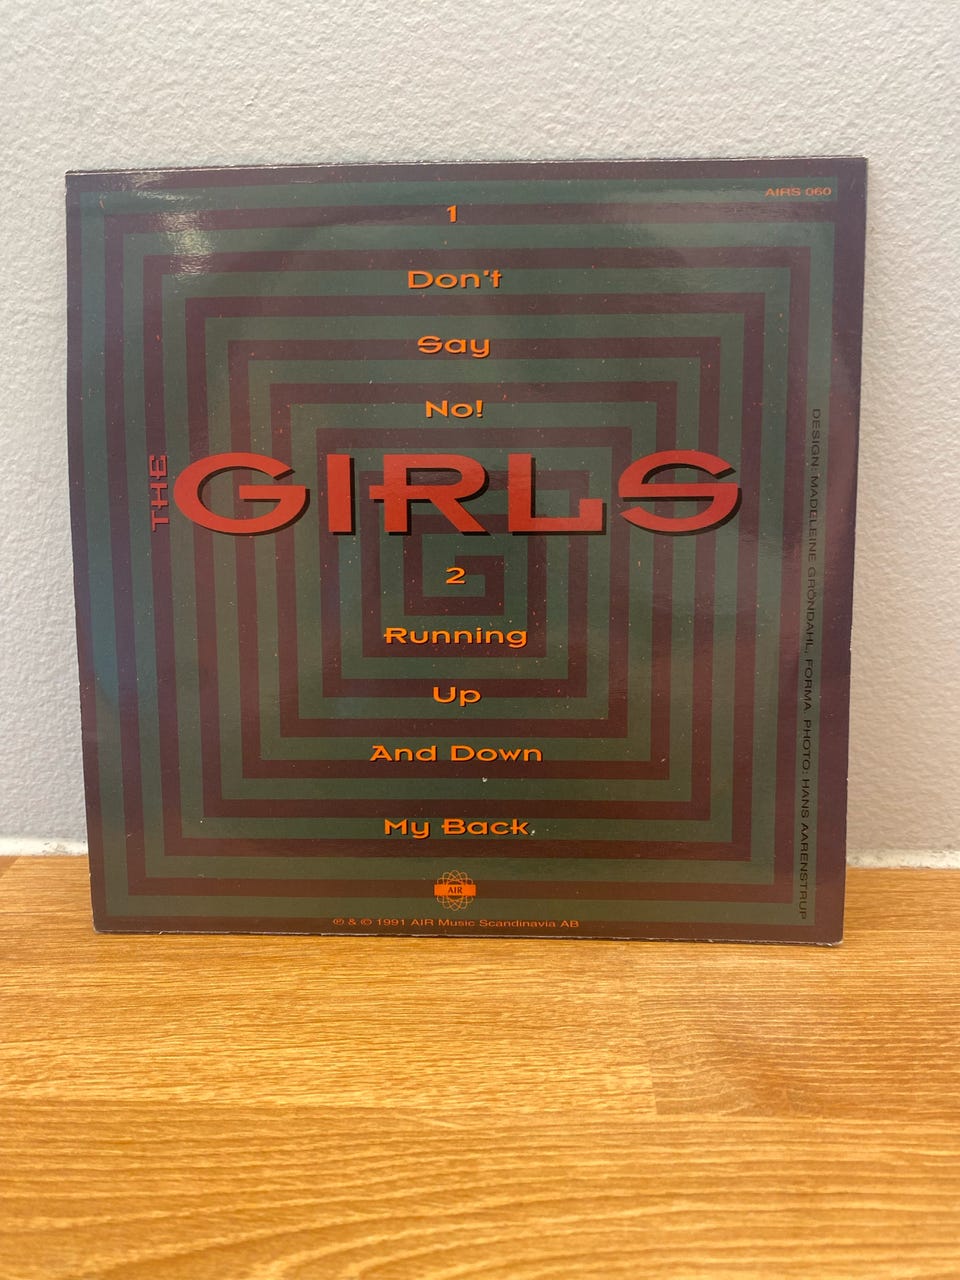 AIRS 060
1
Don't
Say
No!
THE
GIRLS
2
Running
Up
And Down
My Back
AIR
℗ & © 1991 AIR Music Scandinavia AB
DESIGN: MADELEINE GRÖNDAHL, FORMA. PHOTO: HANS AARENSTRUP